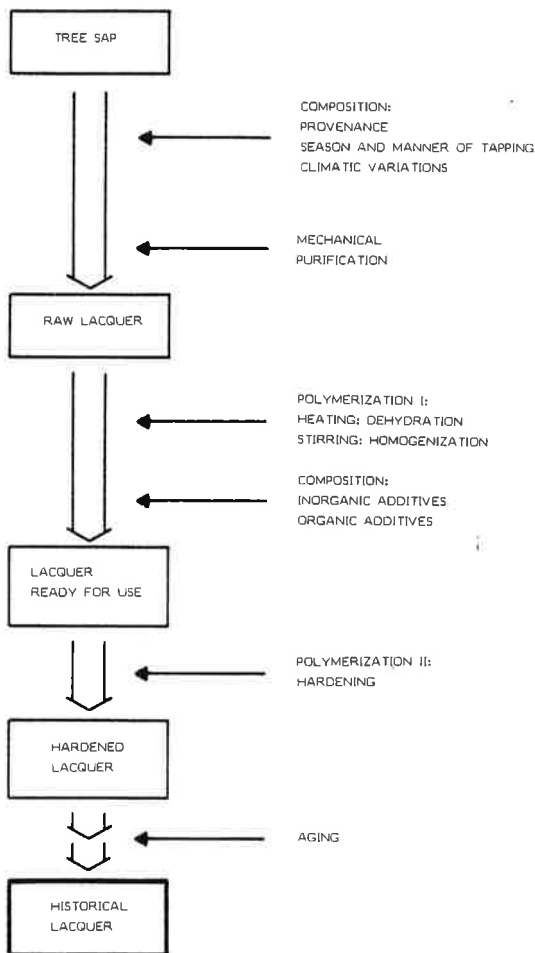 TREE SAP
COMPOSITION:
PROVENANCE
SEASON AND MANNER OF TAPPING
CLIMATIC VARIATIONS
MECHANICAL
PURIFICATION
RAW LACQUER
POLYMERIZATION I:
HEATING: DEHYDRATION
STIRRING: HOMOGENIZATION
COMPOSITION:
INORGANIC ADDITIVES
ORGANIC ADDITIVES
LACQUER
READY FOR USE
POLYMERIZATION II:
HARDENING
HARDENED
LACQUER
AGING
HISTORICAL
LACQUER